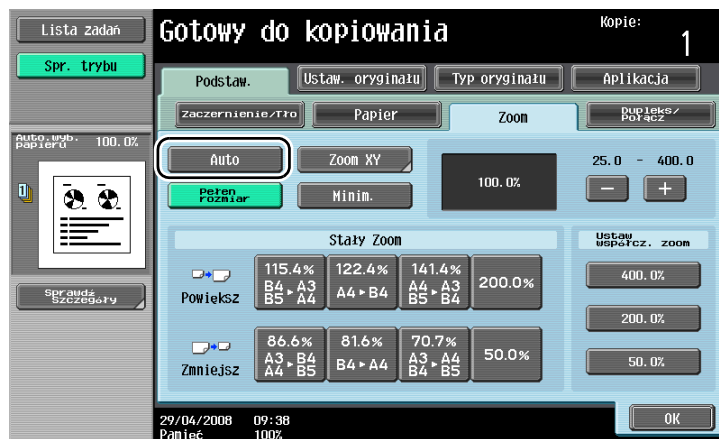 Lista zadań
Spr. trybu
Gotowy do kopiowania
Kopie:
1
Podstaw.
Ustaw. oryginału
Typ oryginału
Aplikacja
Zaczernienie/Tło
Papier
Zoom
Dupleks/
Połącz
Auto.wyb.
papieru
100.0%
Auto
Zoom XY
Pełen
rozmiar
Minim.
100.0%
25.0 - 400.0
− +
Sprawdź
Szczegóły
Stały Zoom
Powiększ
115.4%
B4▸A3
B5▸A4
122.4%
A4▸B4
141.4%
A4▸A3
B5▸B4
200.0%
Zmniejsz
86.6%
A3▸B4
A4▸B5
81.6%
B4▸A4
70.7%
A3▸A4
B4▸B5
50.0%
Ustaw
współcz. zoom
400.0%
200.0%
50.0%
29/04/2008 09:38
Pamięć 100%
OK